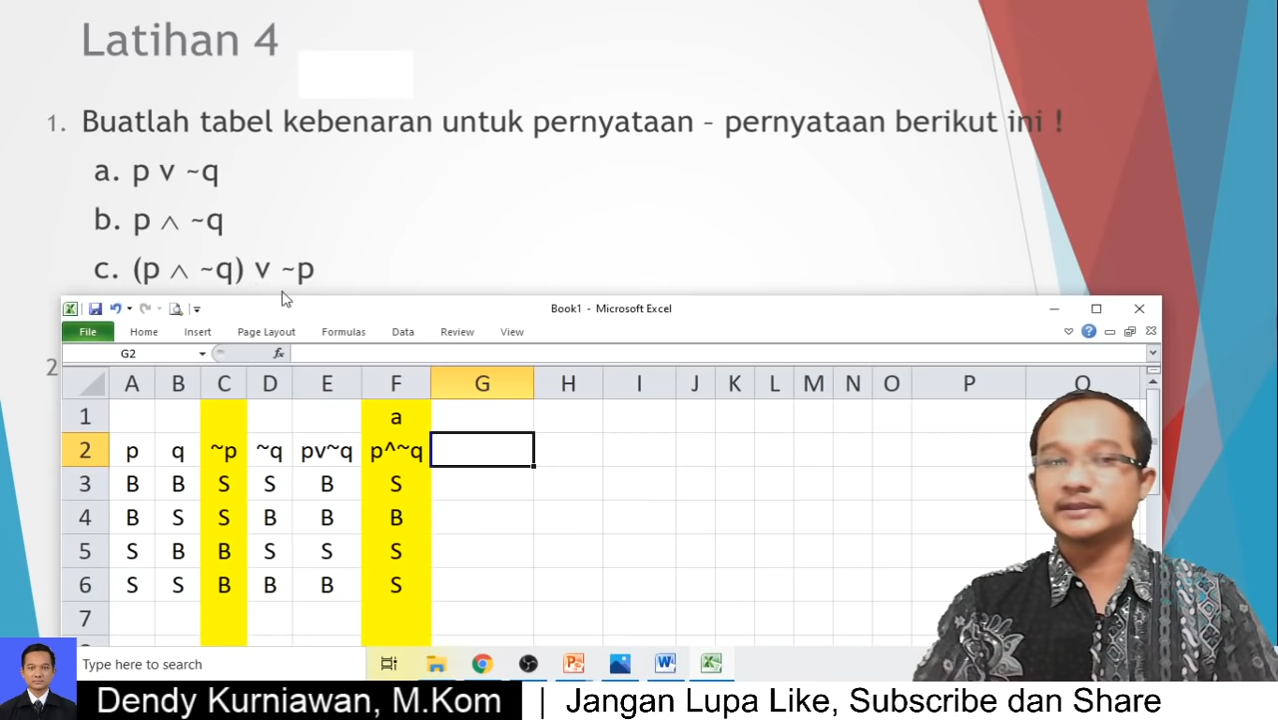 Latihan 4
1. Buatlah tabel kebenaran untuk pernyataan – pernyataan berikut ini !
a. p v ~q
b. p ∧ ~q
c. (p ∧ ~q) v ~p
2
Book1 - Microsoft Excel
File Home Insert Page Layout Formulas Data Review View
G2 fx
A B C D E F G H I J K L M N O P Q
1 a
2 p q ~p ~q pv~q p^~q
3 B B S S B S
4 B S S B B B
5 S B B S S S
6 S S B B B S
7
Type here to search
Dendy Kurniawan, M.Kom | Jangan Lupa Like, Subscribe dan Share